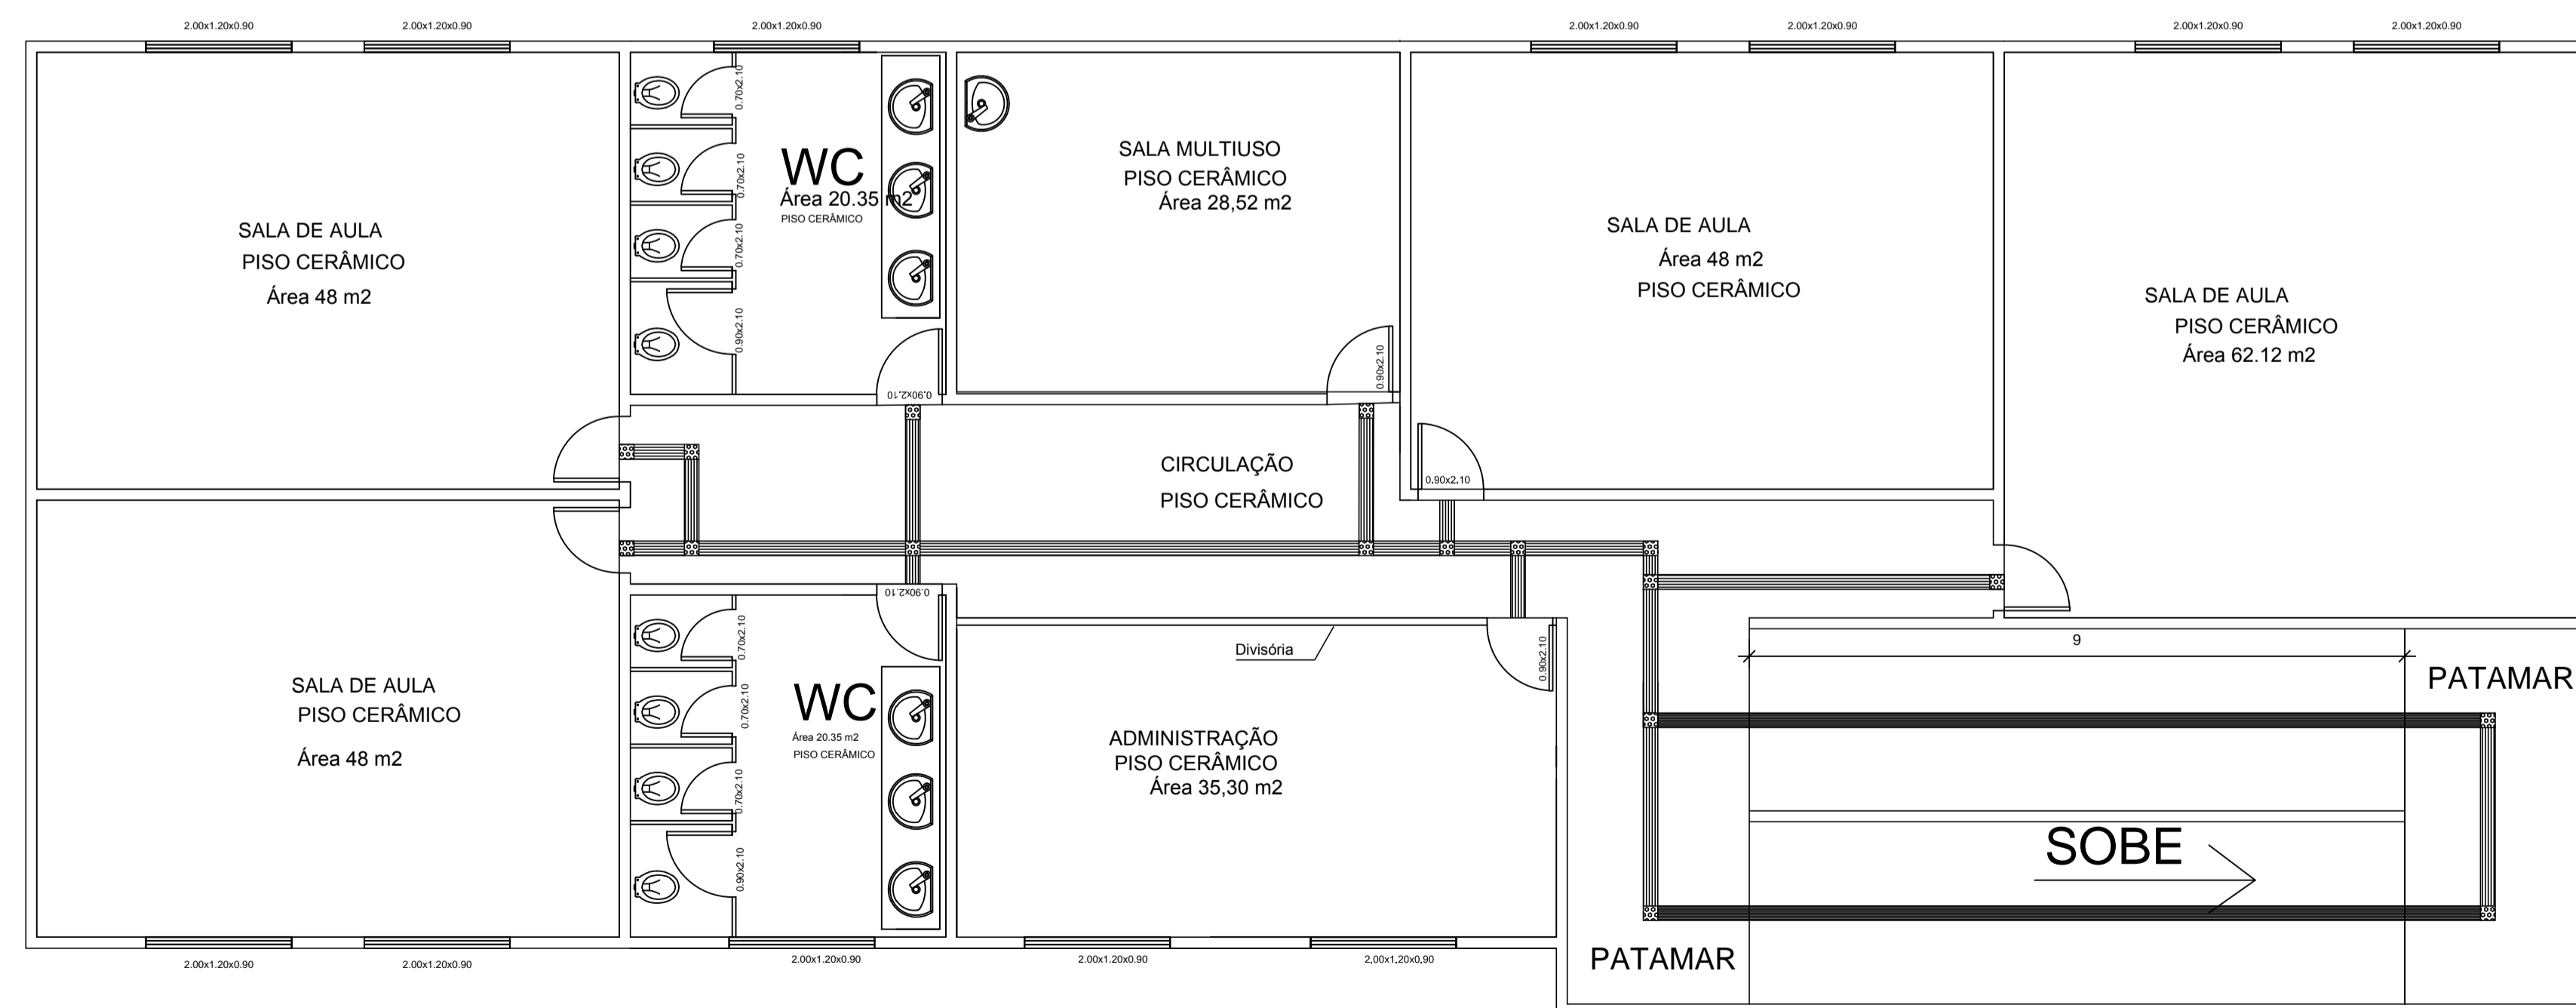 2.00x1.20x0.90
2.00x1.20x0.90
2.00x1.20x0.90
2.00x1.20x0.90
2.00x1.20x0.90
2.00x1.20x0.90
2.00x1.20x0.90
SALA DE AULA
PISO CERÂMICO
Área 48 m2
0.70x2.10
0.70x2.10
0.70x2.10
0.90x2.10
WC
Área 20.35 m2
PISO CERÂMICO
0.90x2.10
SALA MULTIUSO
PISO CERÂMICO
Área 28,52 m2
0.90x2.10
SALA DE AULA
Área 48 m2
PISO CERÂMICO
0.90x2.10
SALA DE AULA
PISO CERÂMICO
Área 62.12 m2
CIRCULAÇÃO
PISO CERÂMICO
SALA DE AULA
PISO CERÂMICO
Área 48 m2
0.90x2.10
0.70x2.10
0.70x2.10
0.70x2.10
0.90x2.10
WC
Área 20.35 m2
PISO CERÂMICO
Divisória
0.90x2.10
ADMINISTRAÇÃO
PISO CERÂMICO
Área 35,30 m2
9
PATAMAR
SOBE
PATAMAR
2.00x1.20x0.90
2.00x1.20x0.90
2.00x1.20x0.90
2.00x1.20x0.90
2.00x1.20x0.90